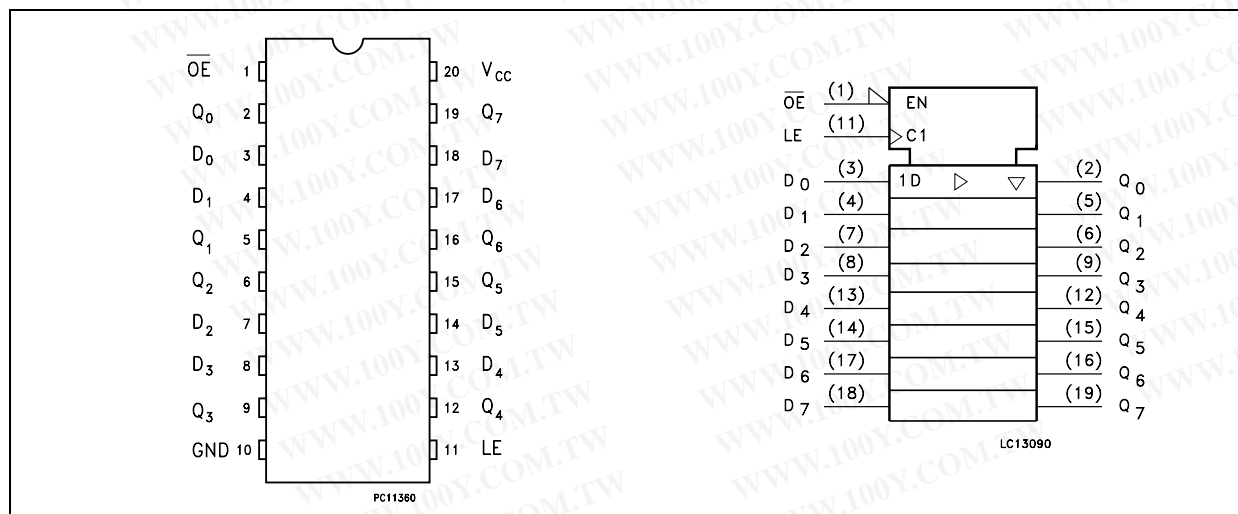 OE 1 20 VCC
Q0 2 19 Q7
D0 3 18 D7
D1 4 17 D6
Q1 5 16 Q6
Q2 6 15 Q5
D2 7 14 D5
D3 8 13 D4
Q3 9 12 Q4
GND 10 11 LE
PC11360
OE (1) EN
LE (11) C1
D0 (3) 1D (2) Q0
D1 (4) (5) Q1
D2 (7) (6) Q2
D3 (8) (9) Q3
D4 (13) (12) Q4
D5 (14) (15) Q5
D6 (17) (16) Q6
D7 (18) (19) Q7
LC13090
WWW.100Y.COM.TW